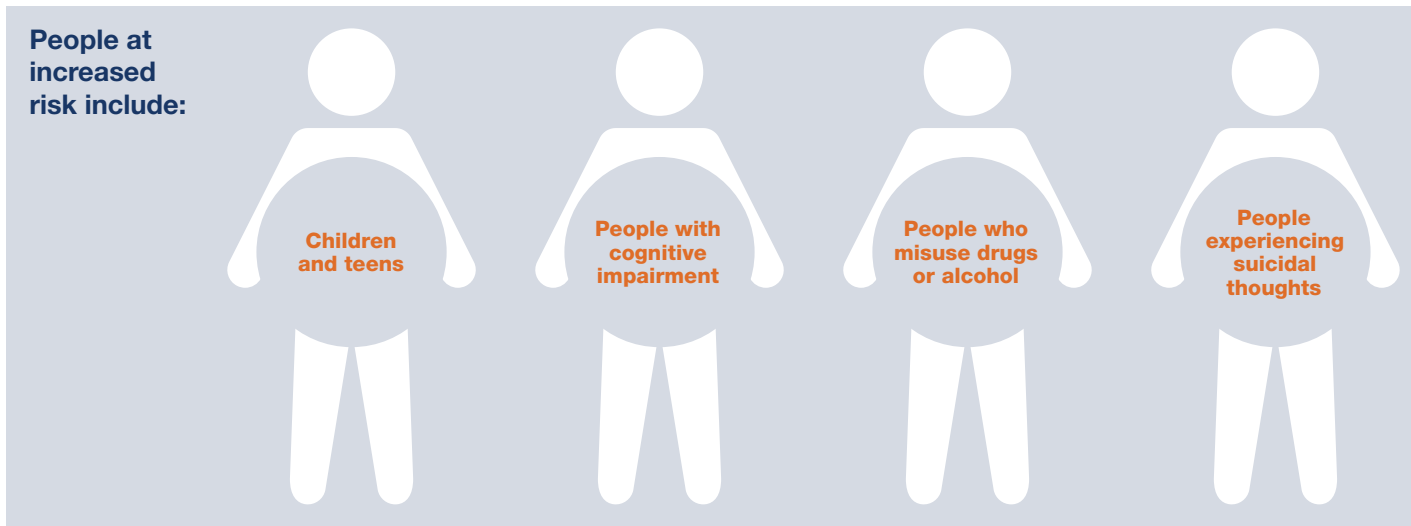 People at
increased
risk include:
Children
and teens
People with
cognitive
impairment
People who
misuse drugs
or alcohol
People
experiencing
suicidal
thoughts